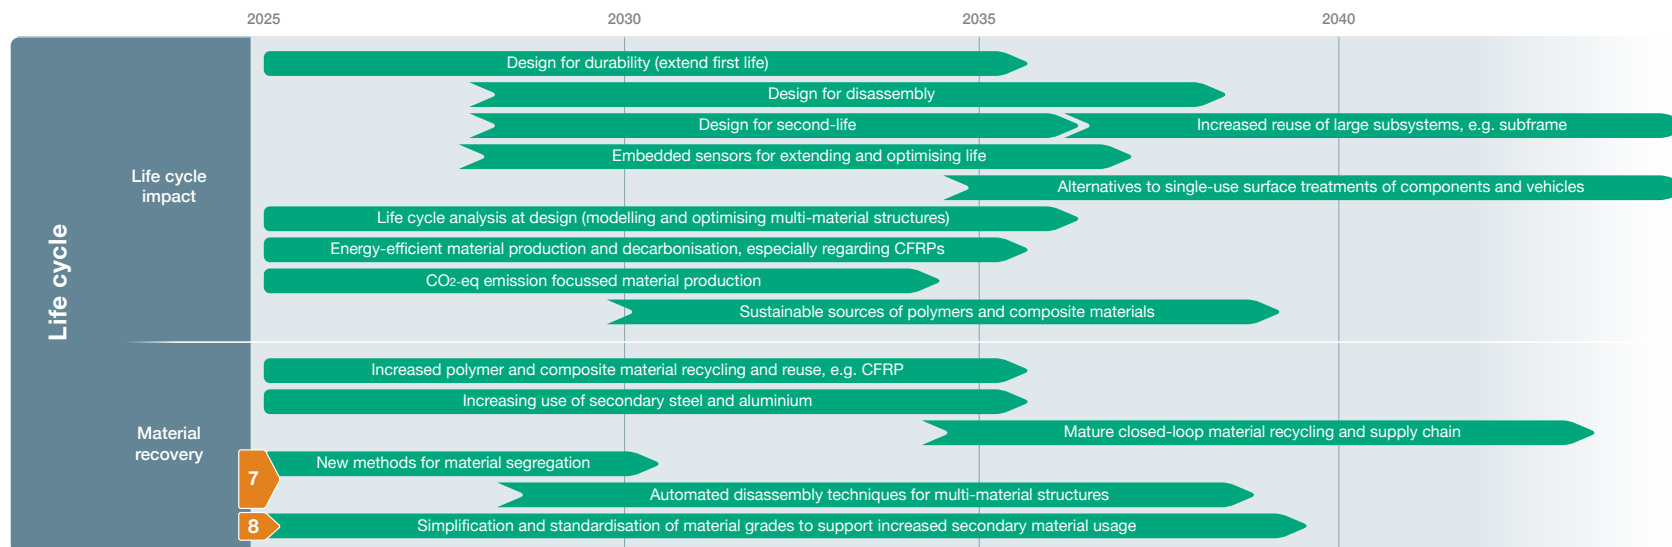 2025
2030
2035
2040
Life cycle
Life cycle
impact
Design for durability (extend first life)
Design for disassembly
Design for second-life
Increased reuse of large subsystems, e.g. subframe
Embedded sensors for extending and optimising life
Alternatives to single-use surface treatments of components and vehicles
Life cycle analysis at design (modelling and optimising multi-material structures)
Energy-efficient material production and decarbonisation, especially regarding CFRPs
CO2-eq emission focussed material production
Sustainable sources of polymers and composite materials
Material
recovery
Increased polymer and composite material recycling and reuse, e.g. CFRP
Increasing use of secondary steel and aluminium
Mature closed-loop material recycling and supply chain
7
New methods for material segregation
Automated disassembly techniques for multi-material structures
8
Simplification and standardisation of material grades to support increased secondary material usage